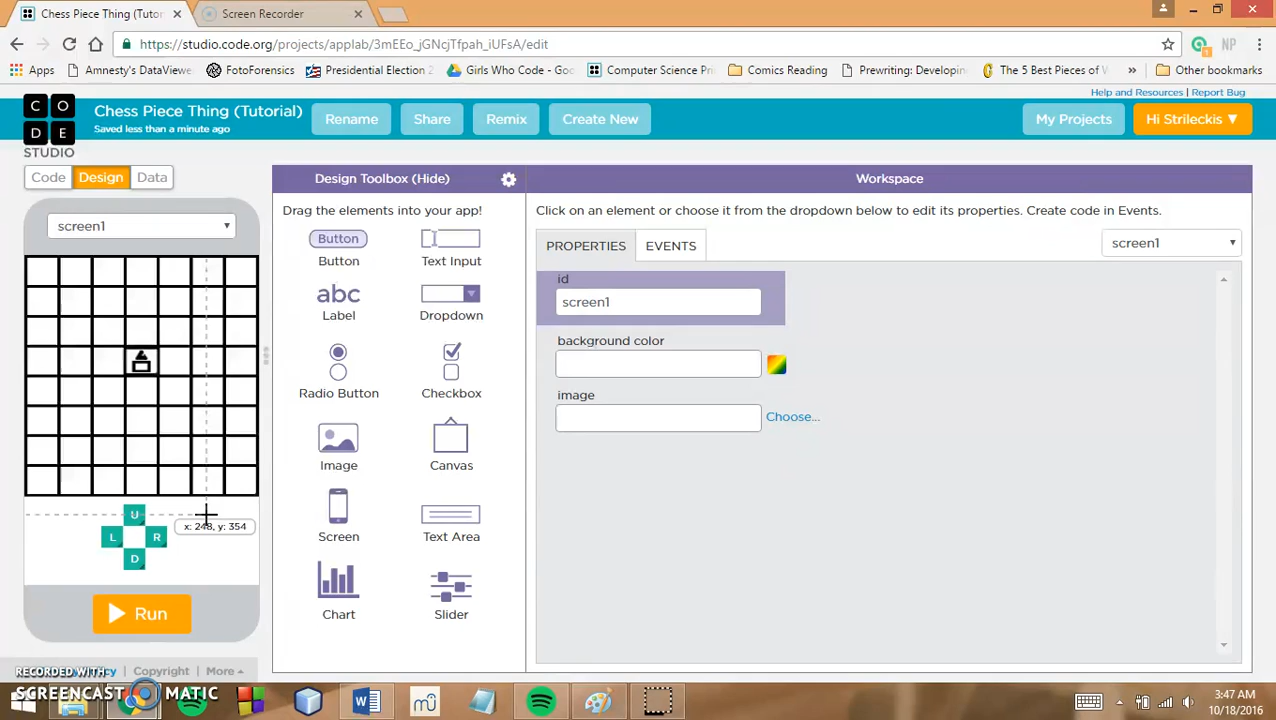 Chess Piece Thing (Tutor
Screen Recorder
https://studio.code.org/projects/applab/3mEEo_jGNcjTfpah_iUFsA/edit
NP
Apps
Amnesty's DataView
FotoForensics
Presidential Election 2
Girls Who Code - Goo
Computer Science Pri
Comics Reading
Prewriting: Developin
The 5 Best Pieces of
»
Other bookmarks
Help and Resources | Report Bug
C O
D E
STUDIO
Chess Piece Thing (Tutorial)
Saved less than a minute ago
Rename
Share
Remix
Create New
My Projects
Hi Strileckis ▼
Code
Design
Data
Design Toolbox (Hide)
Workspace
screen1
Drag the elements into your app!
Click on an element or choose it from the dropdown below to edit its properties. Create code in Events.
Button
Button
Text Input
PROPERTIES
EVENTS
screen1
id
screen1
abc
Label
Dropdown
background color
Radio Button
Checkbox
image
Choose...
Image
Canvas
Screen
Text Area
Chart
Slider
U
L
R
D
x: 248, y: 354
Run
Copyright
More
RECORDED WITH
SCREENCAST MATIC
1
3:47 AM
10/18/2016